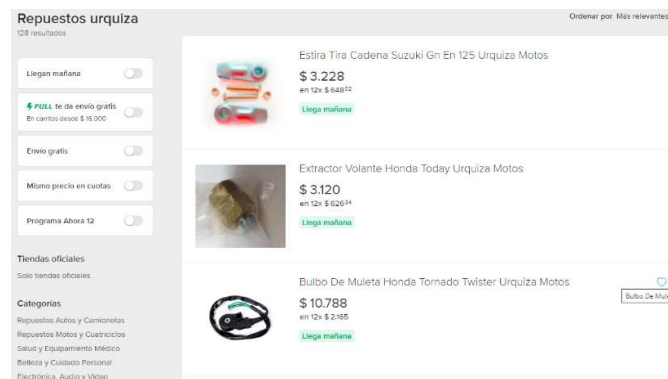 Repuestos urquiza
128 resultados
Ordenar por Más relevantes
Llegan mañana
FULL te da envío gratis
En carritos desde $ 16.000
Envío gratis
Mismo precio en cuotas
Programa Ahora 12
Tiendas oficiales
Solo tiendas oficiales
Categorías
Repuestos Autos y Camionetas
Repuestos Motos y Cuatriciclos
Salud y Equipamiento Médico
Belleza y Cuidado Personal
Electrónica, Audio y Video
Estira Tira Cadena Suzuki Gn En 125 Urquiza Motos
$ 3.228
en 12x $ 648 02
Llega mañana
Extractor Volante Honda Today Urquiza Motos
$ 3.120
en 12x $ 626 34
Llega mañana
Bulbo De Muleta Honda Tornado Twister Urquiza Motos
$ 10.788
en 12x $ 2.165
Llega mañana
Bulbo De Mule